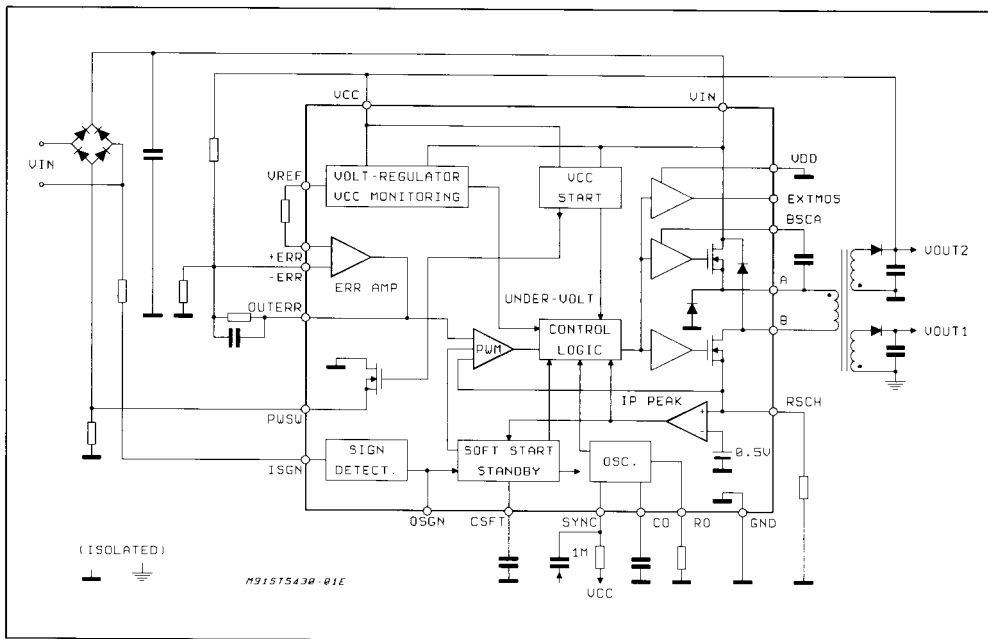 VCC
VIN
VIN
VREF
VOLT-REGULATOR
VCC MONITORING
VCC
START
VDD
EXTMOS
BSCA
+ERR
-ERR
ERR AMP
VOUT2
A
OUTERR
UNDER-VOLT
CONTROL
LOGIC
B
PWM
VOUT1
IP PEAK
RSCH
+
-
PWSW
0.5V
ISGN
SIGN
DETECT.
SOFT START
STANDBY
OSC.
OSGN
CSFT
SYNC
CO
RO
GND
1M
VCC
(ISOLATED)
M91ST5430-01E